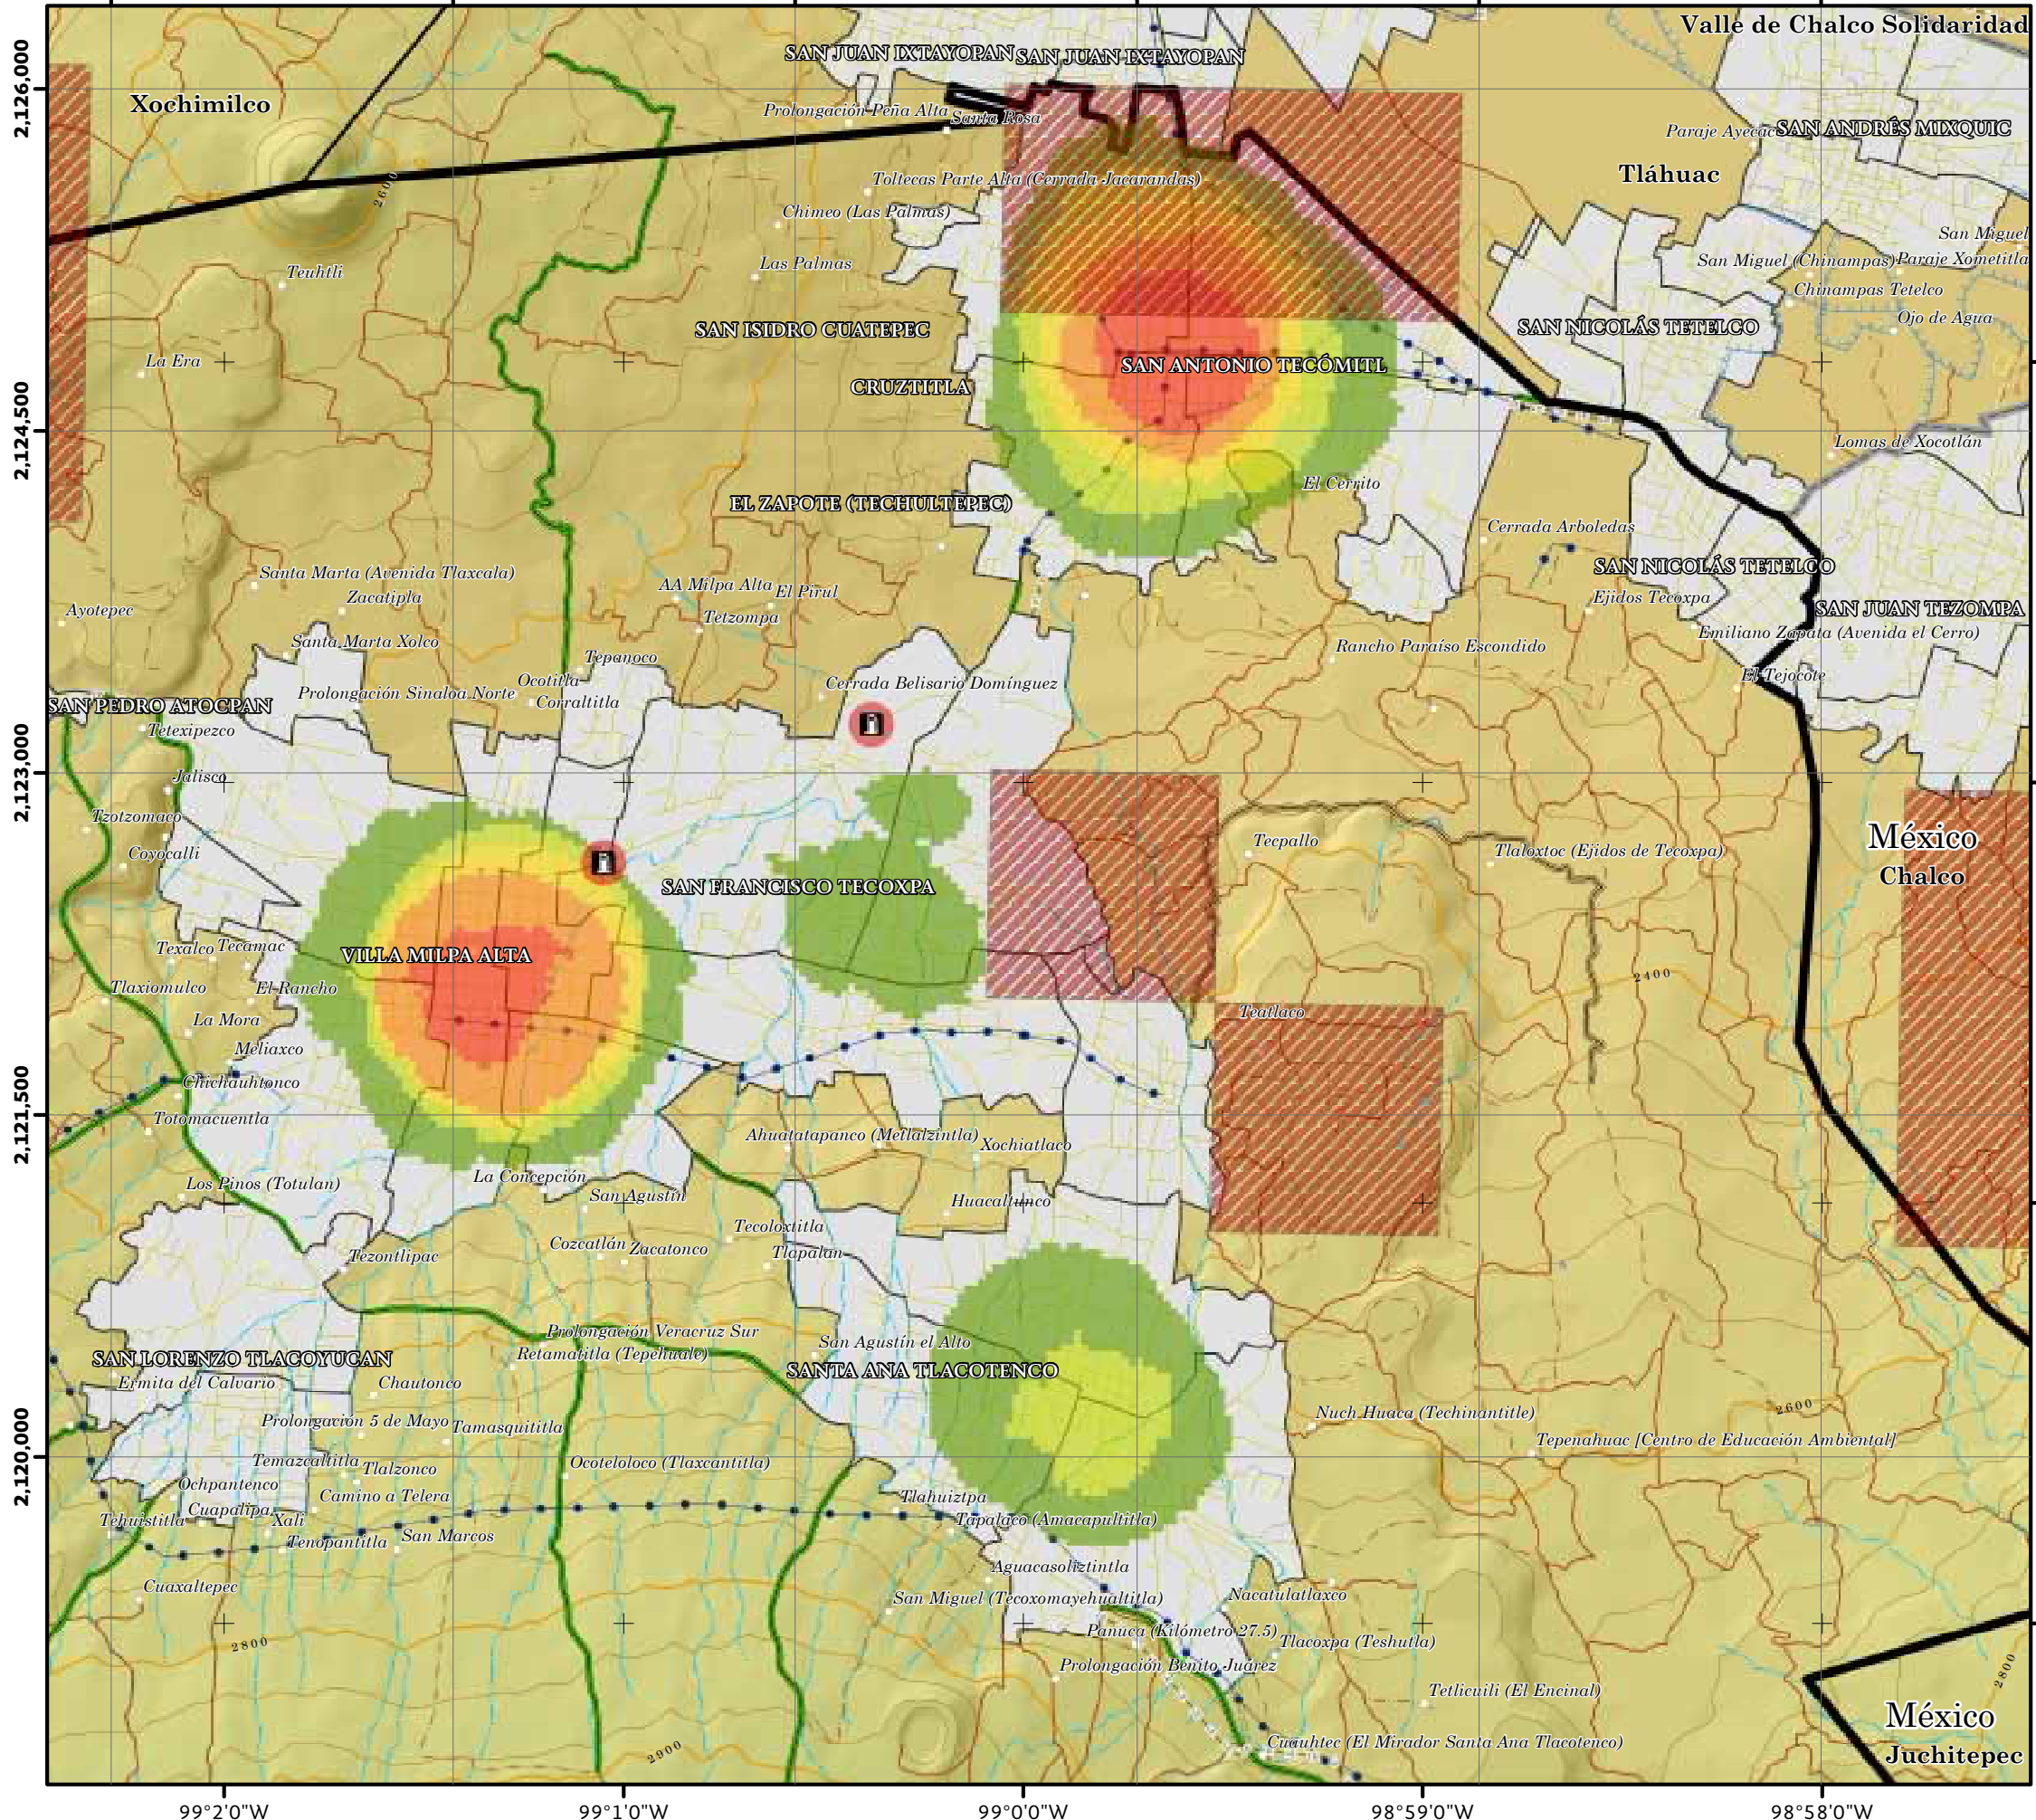 Valle de Chalco Solidaridad
SAN JUAN IXTAYOPAN
SAN JUAN IXTAYOPAN
2,126,000
Xochimilco
Prolongación Peña Alta
Santa Rosa
SAN ANDRÉS MIXQUIC
Tláhuac
Toltecas Parte Alta (Cerrada Jacarandas)
2600
Chimeo (Las Palmas)
San Miguel
San Miguel (Chinampas)
Paraje Xometitla
Teuhtli
Las Palmas
Chinampas Tetelco
Ojo de Agua
SAN ISIDRO CUATEPEC
SAN NICOLÁS TETELCO
La Era
SAN ANTONIO TECÓMITL
CRUZTITLA
2,124,500
Lomas de Xocotlán
El Cerrito
EL ZAPOTE (TECHULTEPEC)
Cerrada Arboledas
SAN NICOLÁS TETELCO
Santa Marta (Avenida Tlaxcala)
AA Milpa Alta
El Pirul
Zacatipla
Ejidos Tecoxpa
Ayotepec
SAN JUAN TEZOMPA
Tetzompa
Emiliano Zapata (Avenida el Cerro)
Santa Marta Xolco
Rancho Paraíso Escondido
Tepanoco
El Tejocote
Ocotitla
Cerrada Belisario Domínguez
Prolongación Sinaloa Norte
Corraltitla
SAN PEDRO ATOCPAN
Tetexipezco
2,123,000
Jalisco
Tzotzomaco
México
Chalco
Tecpallo
Coyocalli
Tlaloxtoc (Ejidos de Tecoxpa)
SAN FRANCISCO TECOXPA
Texalco
Tecamac
VILLA MILPA ALTA
2400
Tlaxiomulco
El Rancho
Teatlaco
La Mora
Meliaxco
Chichauhtonco
2,121,500
Totomacuentla
Ahuatatapanco (Metlalzintla)
Xochiatlaco
La Concepción
Los Pinos (Totulan)
San Agustín
Huacaltunco
Tecoloxtitla
Cozcatlán
Zacatonco
Tlapalan
Tezontlipac
Prolongación Veracruz Sur
San Agustín el Alto
Retamatitla (Tepehuale)
SAN LORENZO TLACOYUCAN
SANTA ANA TLACOTENCO
Ermita del Calvario
Chautonco
2600
Prolongación 5 de Mayo
Tamasquititla
Nuch Huaca (Techinantitle)
Tepenahuac [Centro de Educación Ambiental]
2,120,000
Temazcaltitla
Tlalzonco
Ocoteloloco (Tlaxcantitla)
Ochpantenco
Camino a Telera
Tlahuiztpa
Cuapalipa
Tehuistitla
Xali
Tapalaco (Amacapultitla)
Tenopantitla
San Marcos
Aguacasoliztintla
Cuaxaltepec
San Miguel (Tecoxomayehualtitla)
Nacatulatlaxco
Panuca (Kilómetro 27.5)
Tlacoxpa (Teshutla)
2800
Prolongación Benito Juárez
2800
Tetlicuili (El Encinal)
México
Juchitepec
2900
Cuauhtec (El Mirador Santa Ana Tlacotenco)
99°2'0"W
99°1'0"W
99°0'0"W
98°59'0"W
98°58'0"W